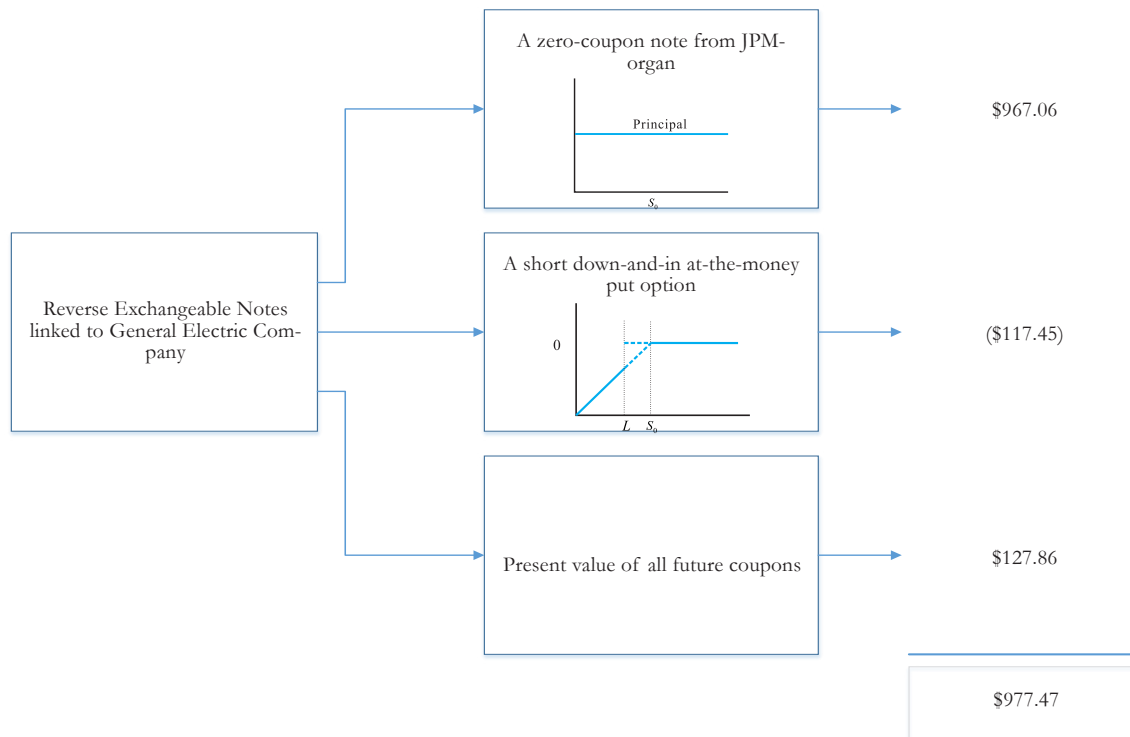 A zero-coupon note from JPM-
organ
Principal
S₀
$967.06
Reverse Exchangeable Notes
linked to General Electric Com-
pany
A short down-and-in at-the-money
put option
0
L S₀
($117.45)
Present value of all future coupons
$127.86
$977.47